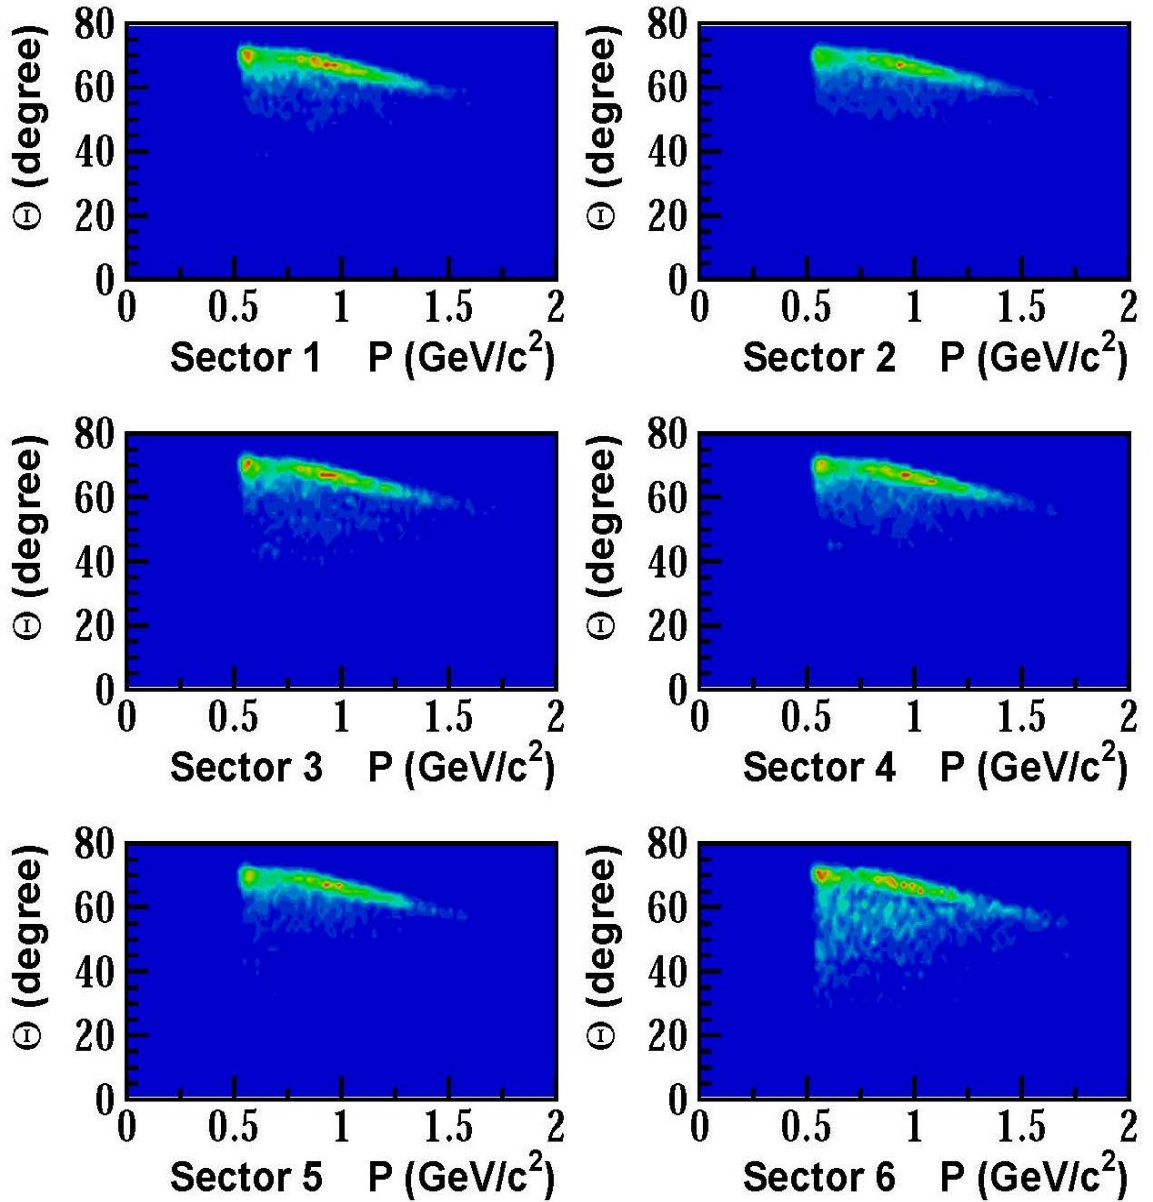 80
60
40
20
0
Θ (degree)
0 0.5 1 1.5 2
Sector 1 P (GeV/c²)
80
60
40
20
0
Θ (degree)
0 0.5 1 1.5 2
Sector 2 P (GeV/c²)
80
60
40
20
0
Θ (degree)
0 0.5 1 1.5 2
Sector 3 P (GeV/c²)
80
60
40
20
0
Θ (degree)
0 0.5 1 1.5 2
Sector 4 P (GeV/c²)
80
60
40
20
0
Θ (degree)
0 0.5 1 1.5 2
Sector 5 P (GeV/c²)
80
60
40
20
0
Θ (degree)
0 0.5 1 1.5 2
Sector 6 P (GeV/c²)